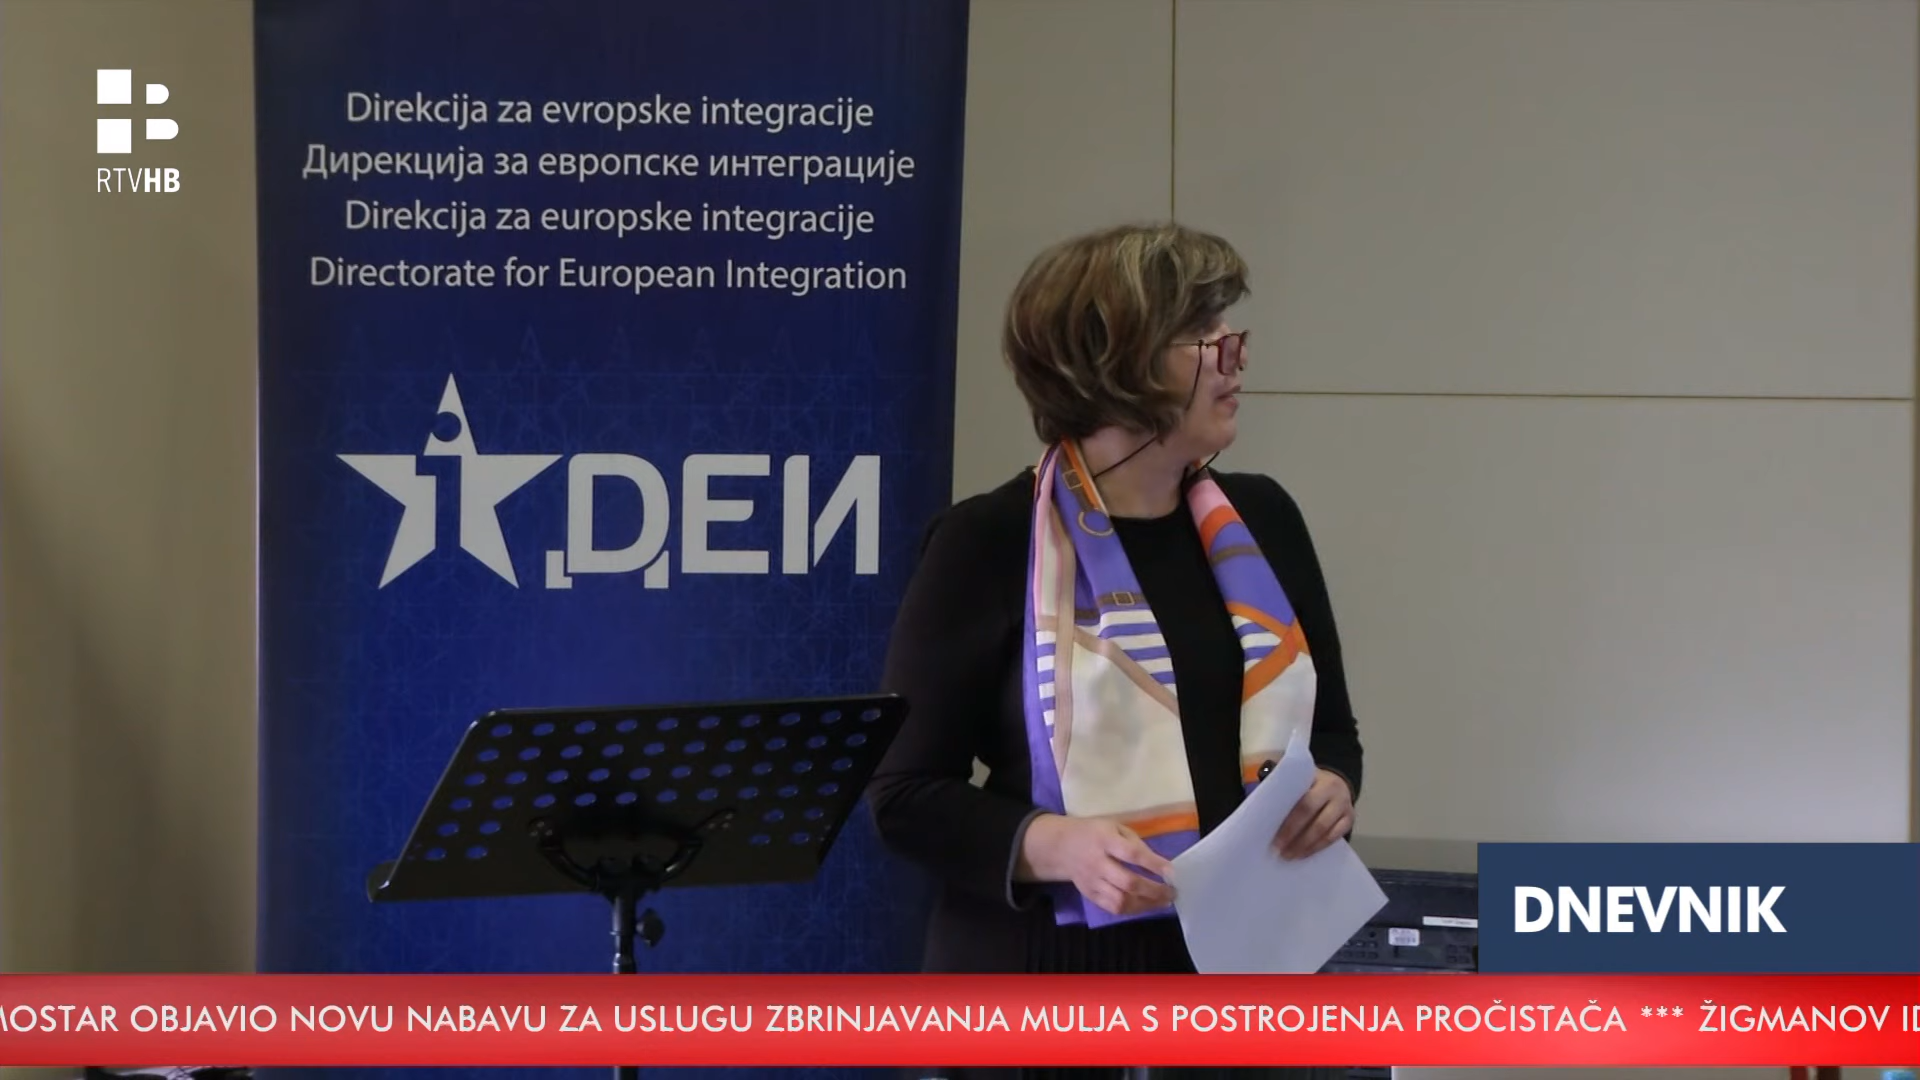 RTVHB
Direkcija za evropske integracije
Дирекција за европске интеграције
Direkcija za europske integracije
Directorate for European Integration
ДЕИ
DNEVNIK
MOSTAR OBJAVIO NOVU NABAVU ZA USLUGU ZBRINJAVANJA MULJA S POSTROJENJA PROČISTAČA *** ŽIGMANOV